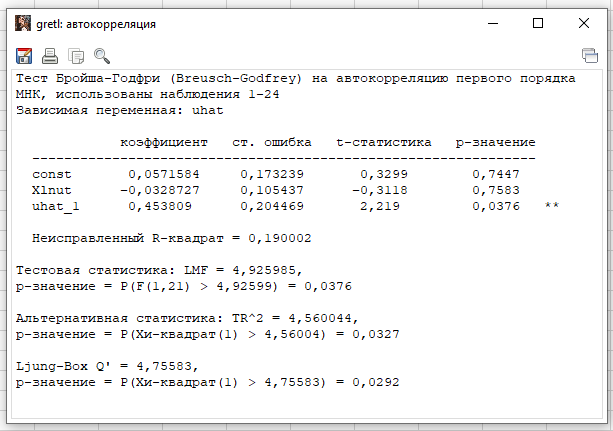 gretl: автокорреляция
Тест Бройша-Годфри (Breusch-Godfrey) на автокорреляцию первого порядка
МНК, использованы наблюдения 1-24
Зависимая переменная: uhat
коэффициент ст. ошибка t-статистика p-значение
const 0,0571584 0,173239 0,3299 0,7447
Xlnut −0,0328727 0,105437 −0,3118 0,7583
uhat_1 0,453809 0,204469 2,219 0,0376 **
Неисправленный R-квадрат = 0,190002
Тестовая статистика: LMF = 4,925985,
p-значение = P(F(1,21) > 4,92599) = 0,0376
Альтернативная статистика: TR^2 = 4,560044,
p-значение = P(Хи-квадрат(1) > 4,56004) = 0,0327
Ljung-Box Q' = 4,75583,
p-значение = P(Хи-квадрат(1) > 4,75583) = 0,0292